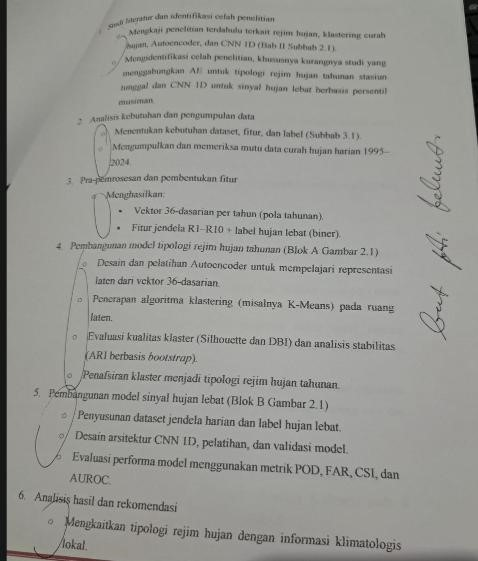 Studi literatur dan identifikasi celah penelitian
Mengkaji penelitian terdahulu terkait rejim hujan, klastering curah
hujan, Autoencoder, dan CNN 1D (Bab II Subbab 2.1).
Mengidentifikasi celah penelitian, khususnya kurangnya studi yang
menggabungkan AE untuk tipologi rejim hujan tahunan stasiun
tunggal dan CNN 1D untuk sinyal hujan lebat berbasis persentil
musiman.
2. Analisis kebutuhan dan pengumpulan data
Menentukan kebutuhan dataset, fitur, dan label (Subbab 3.1).
Mengumpulkan dan memeriksa mutu data curah hujan harian 1995–
2024.
3. Pra-pemrosesan dan pembentukan fitur
Menghasilkan:
• Vektor 36-dasarian per tahun (pola tahunan).
• Fitur jendela R1–R10 + label hujan lebat (biner).
4. Pembangunan model tipologi rejim hujan tahunan (Blok A Gambar 2.1)
Desain dan pelatihan Autoencoder untuk mempelajari representasi
laten dari vektor 36-dasarian.
Penerapan algoritma klastering (misalnya K-Means) pada ruang
laten.
Evaluasi kualitas klaster (Silhouette dan DBI) dan analisis stabilitas
(ARI berbasis bootstrap).
Penafsiran klaster menjadi tipologi rejim hujan tahunan.
5. Pembangunan model sinyal hujan lebat (Blok B Gambar 2.1)
Penyusunan dataset jendela harian dan label hujan lebat.
Desain arsitektur CNN 1D, pelatihan, dan validasi model.
Evaluasi performa model menggunakan metrik POD, FAR, CSI, dan
AUROC.
6. Analisis hasil dan rekomendasi
Mengkaitkan tipologi rejim hujan dengan informasi klimatologis
lokal.